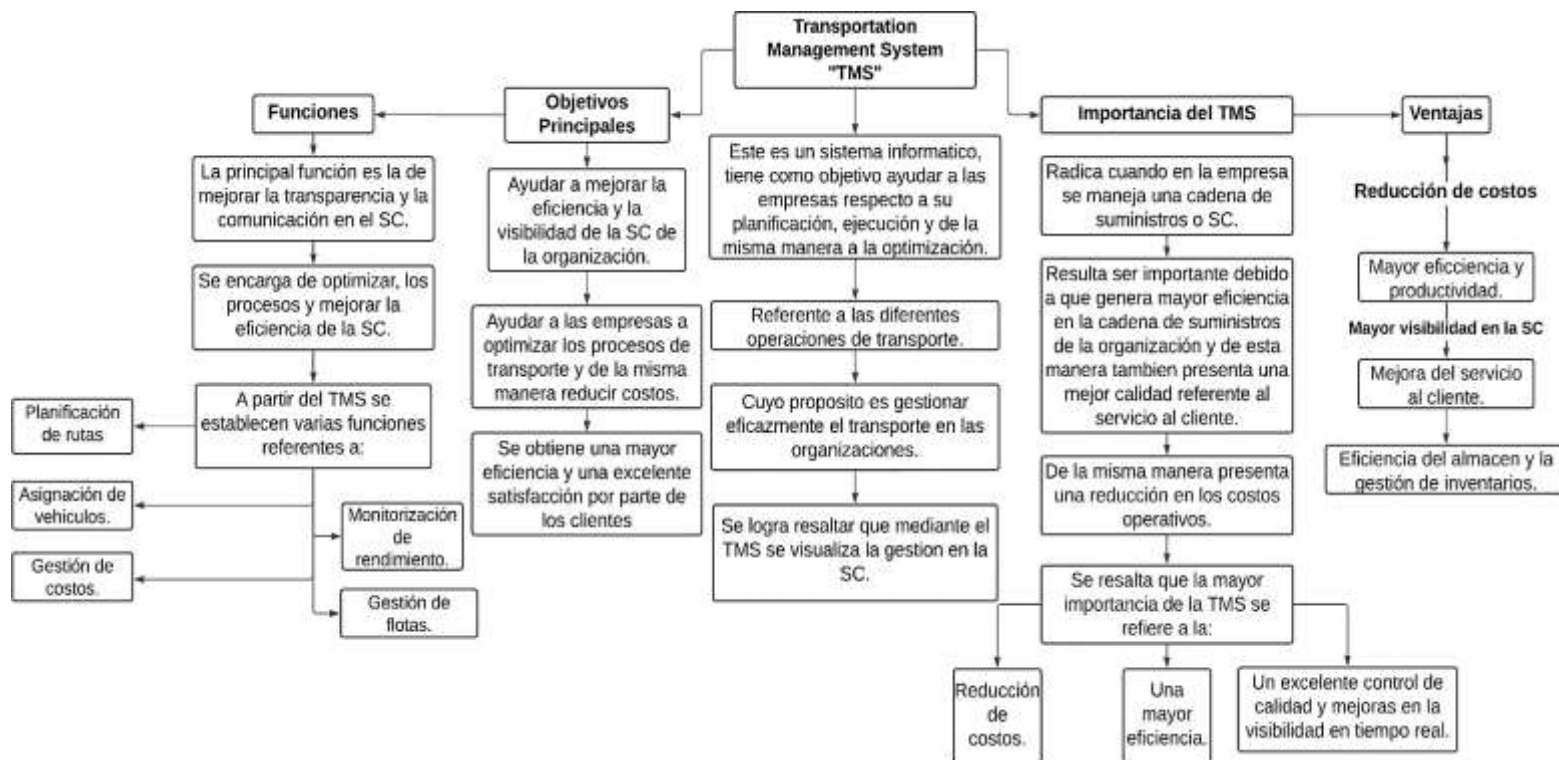 Transportation
Management System
"TMS"
Funciones
La principal función es la de
mejorar la transparencia y la
comunicación en el SC.
Se encarga de optimizar, los
procesos y mejorar la
eficiencia de la SC.
A partir del TMS se
establecen varias funciones
referentes a:
Planificación
de rutas
Asignación de
vehiculos.
Gestión de
costos.
Monitorización
de
rendimiento.
Gestión de
flotas.
Objetivos
Principales
Ayudar a mejorar la
eficiencia y la
visibilidad de la SC de
la organización.
Ayudar a las empresas a
optimizar los procesos de
transporte y de la misma
manera reducir costos.
Se obtiene una mayor
eficiencia y una excelente
satisfacción por parte de
los clientes
Este es un sistema informatico,
tiene como objetivo ayudar a las
empresas respecto a su
planificación, ejecución y de la
misma manera a la optimización.
Referente a las diferentes
operaciones de transporte.
Cuyo proposito es gestionar
eficazmente el transporte en las
organizaciones.
Se logra resaltar que mediante el
TMS se visualiza la gestion en la
SC.
Importancia del TMS
Radica cuando en la empresa
se maneja una cadena de
suministros o SC.
Resulta ser importante debido
a que genera mayor eficiencia
en la cadena de suministros
de la organización y de esta
manera tambien presenta una
mejor calidad referente al
servicio al cliente.
De la misma manera presenta
una reducción en los costos
operativos.
Se resalta que la mayor
importancia de la TMS se
refiere a la:
Reducción
de
costos.
Una
mayor
eficiencia.
Un excelente control de
calidad y mejoras en la
visibilidad en tiempo real.
Ventajas
Reducción de costos
Mayor eficciencia y
productividad.
Mayor visibilidad en la SC
Mejora del servicio
al cliente.
Eficiencia del almacen y la
gestión de inventarios.